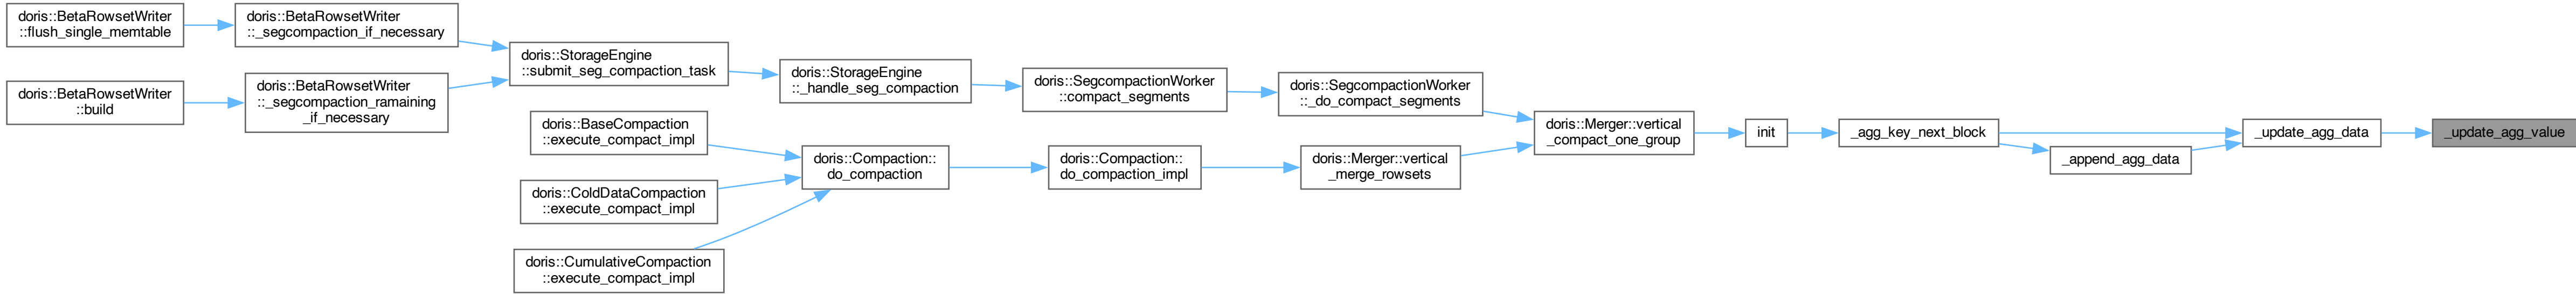 doris::BetaRowsetWriter
::flush_single_memtable
doris::BetaRowsetWriter
::_segcompaction_if_necessary
doris::BetaRowsetWriter
::build
doris::BetaRowsetWriter
::_segcompaction_ramaining
_if_necessary
doris::StorageEngine
::submit_seg_compaction_task
doris::StorageEngine
::_handle_seg_compaction
doris::SegcompactionWorker
::compact_segments
doris::SegcompactionWorker
::_do_compact_segments
doris::BaseCompaction
::execute_compact_impl
doris::ColdDataCompaction
::execute_compact_impl
doris::CumulativeCompaction
::execute_compact_impl
doris::Compaction::
do_compaction
doris::Compaction::
do_compaction_impl
doris::Merger::vertical
_merge_rowsets
doris::Merger::vertical
_compact_one_group
init
_agg_key_next_block
_append_agg_data
_update_agg_data
_update_agg_value